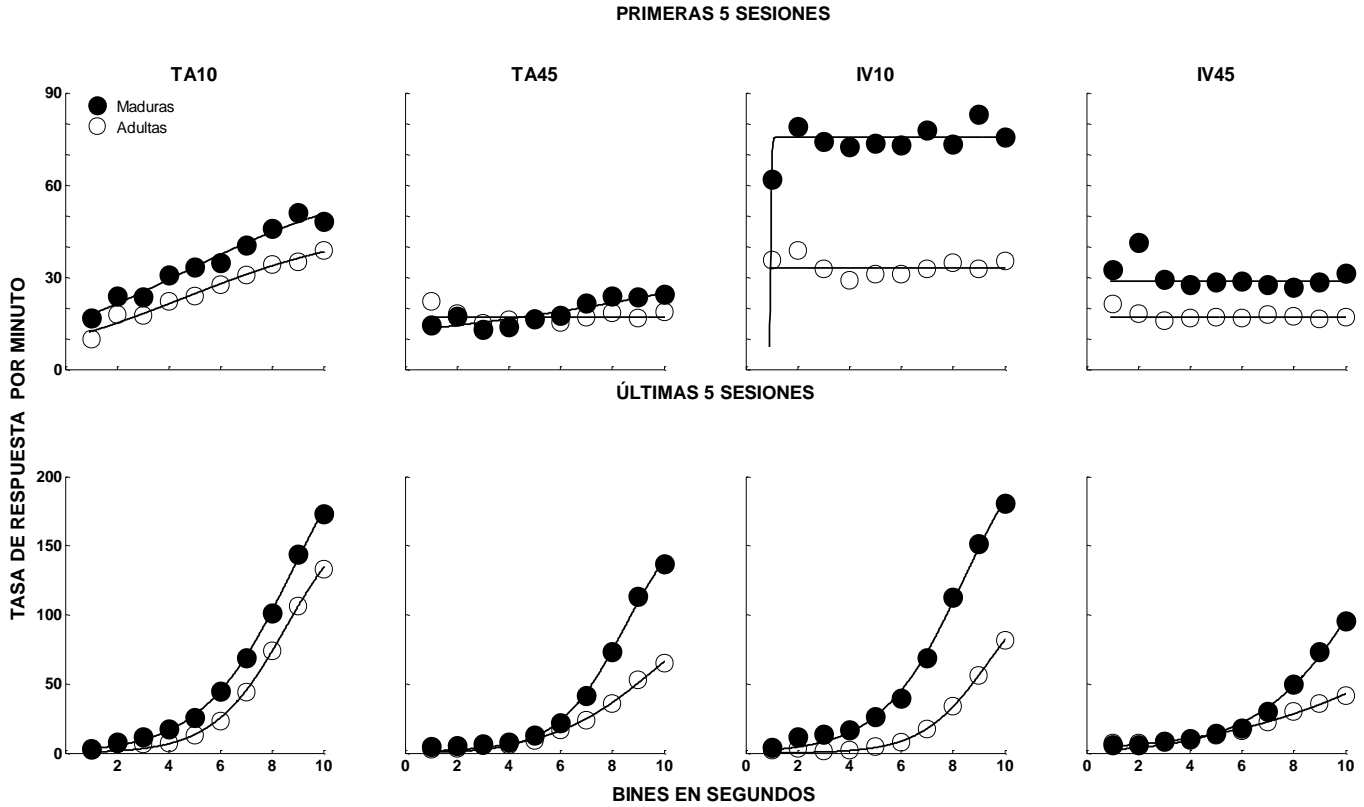 PRIMERAS 5 SESIONES
TA10 TA45 IV10 IV45
Maduras
Adultas
90
60
30
0
TASA DE RESPUESTA POR MINUTO
ÚLTIMAS 5 SESIONES
200
150
100
50
0
2 4 6 8 10 0 2 4 6 8 10 0 2 4 6 8 10 0 2 4 6 8 10
BINES EN SEGUNDOS